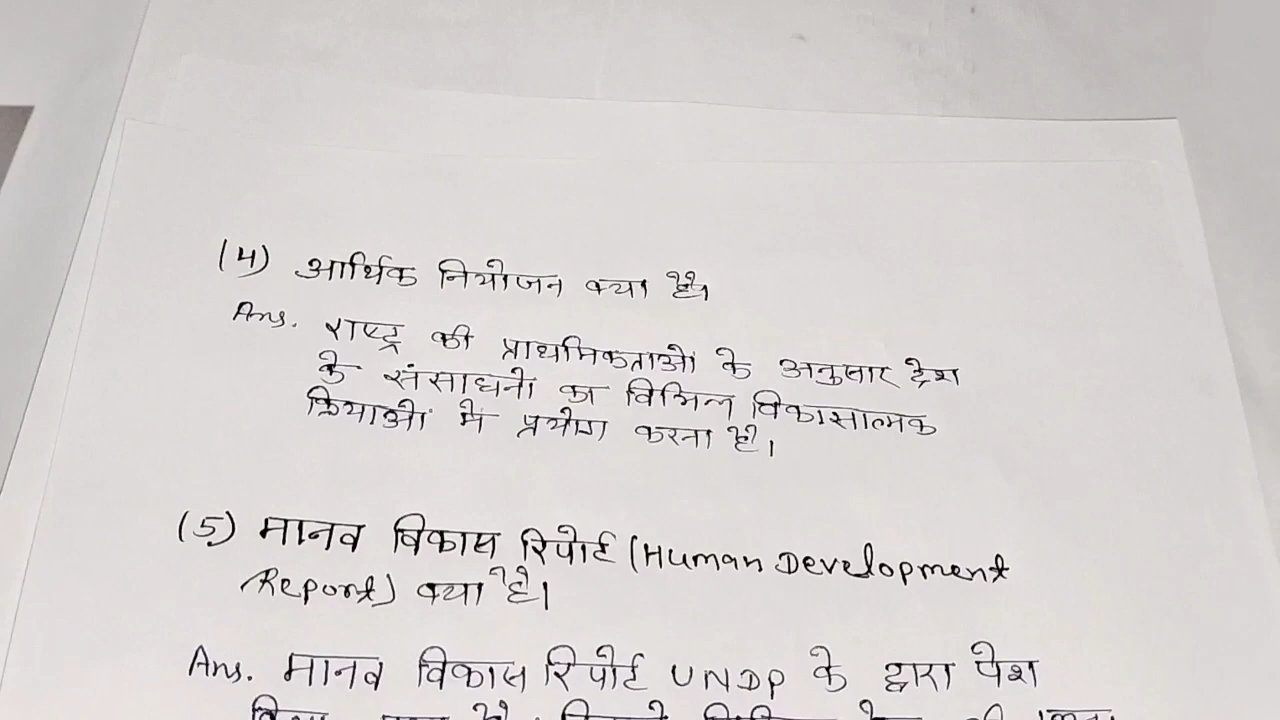 (4) आर्थिक नियोजन क्या है।
Ans. राष्ट्र की प्राथमिकताओं के अनुसार देश
के संसाधनों का विभिन्न विकासात्मक
क्रियाओं में प्रयोग करना है।
(5) मानव विकास रिपोर्ट (Human Development
Report) क्या है।
Ans. मानव विकास रिपोर्ट UNDP के द्वारा पेश